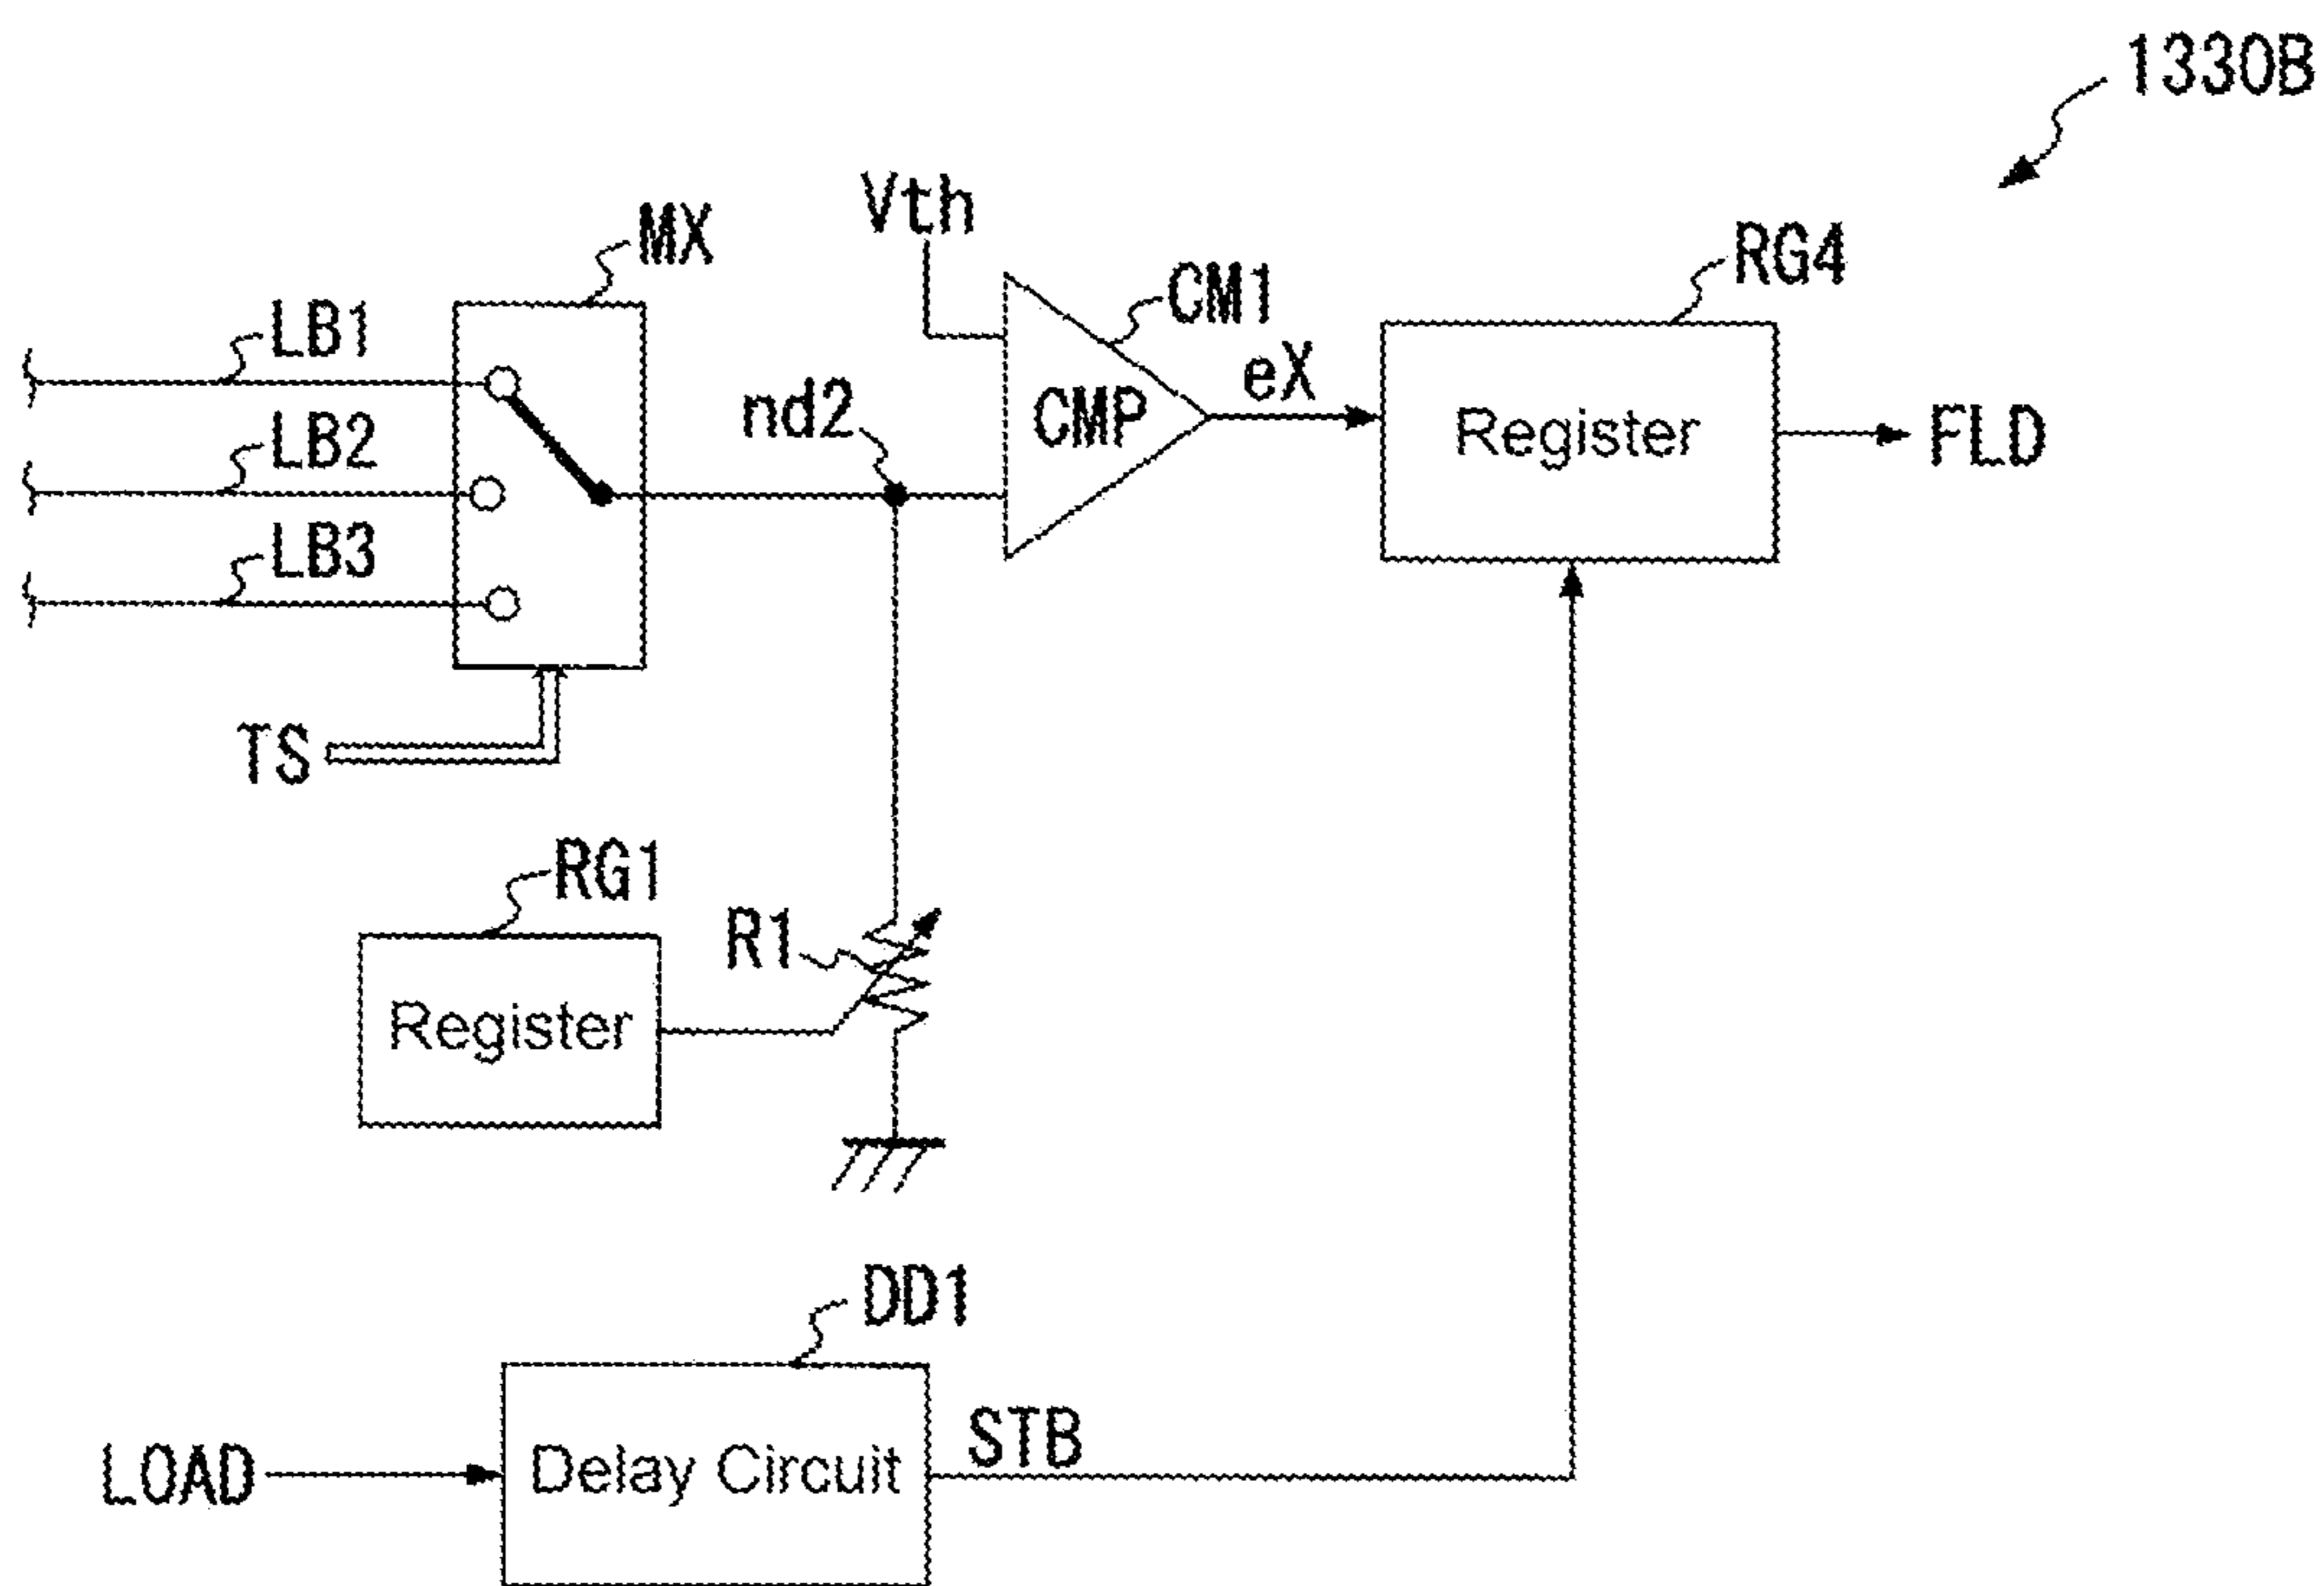 1330B
Vth
MX
RG4
CM1
LB1
eX
nd2
CMP
Register
FLD
LB2
LB3
TS
RG1
R1
Register
DD1
STB
LOAD
Delay Circuit